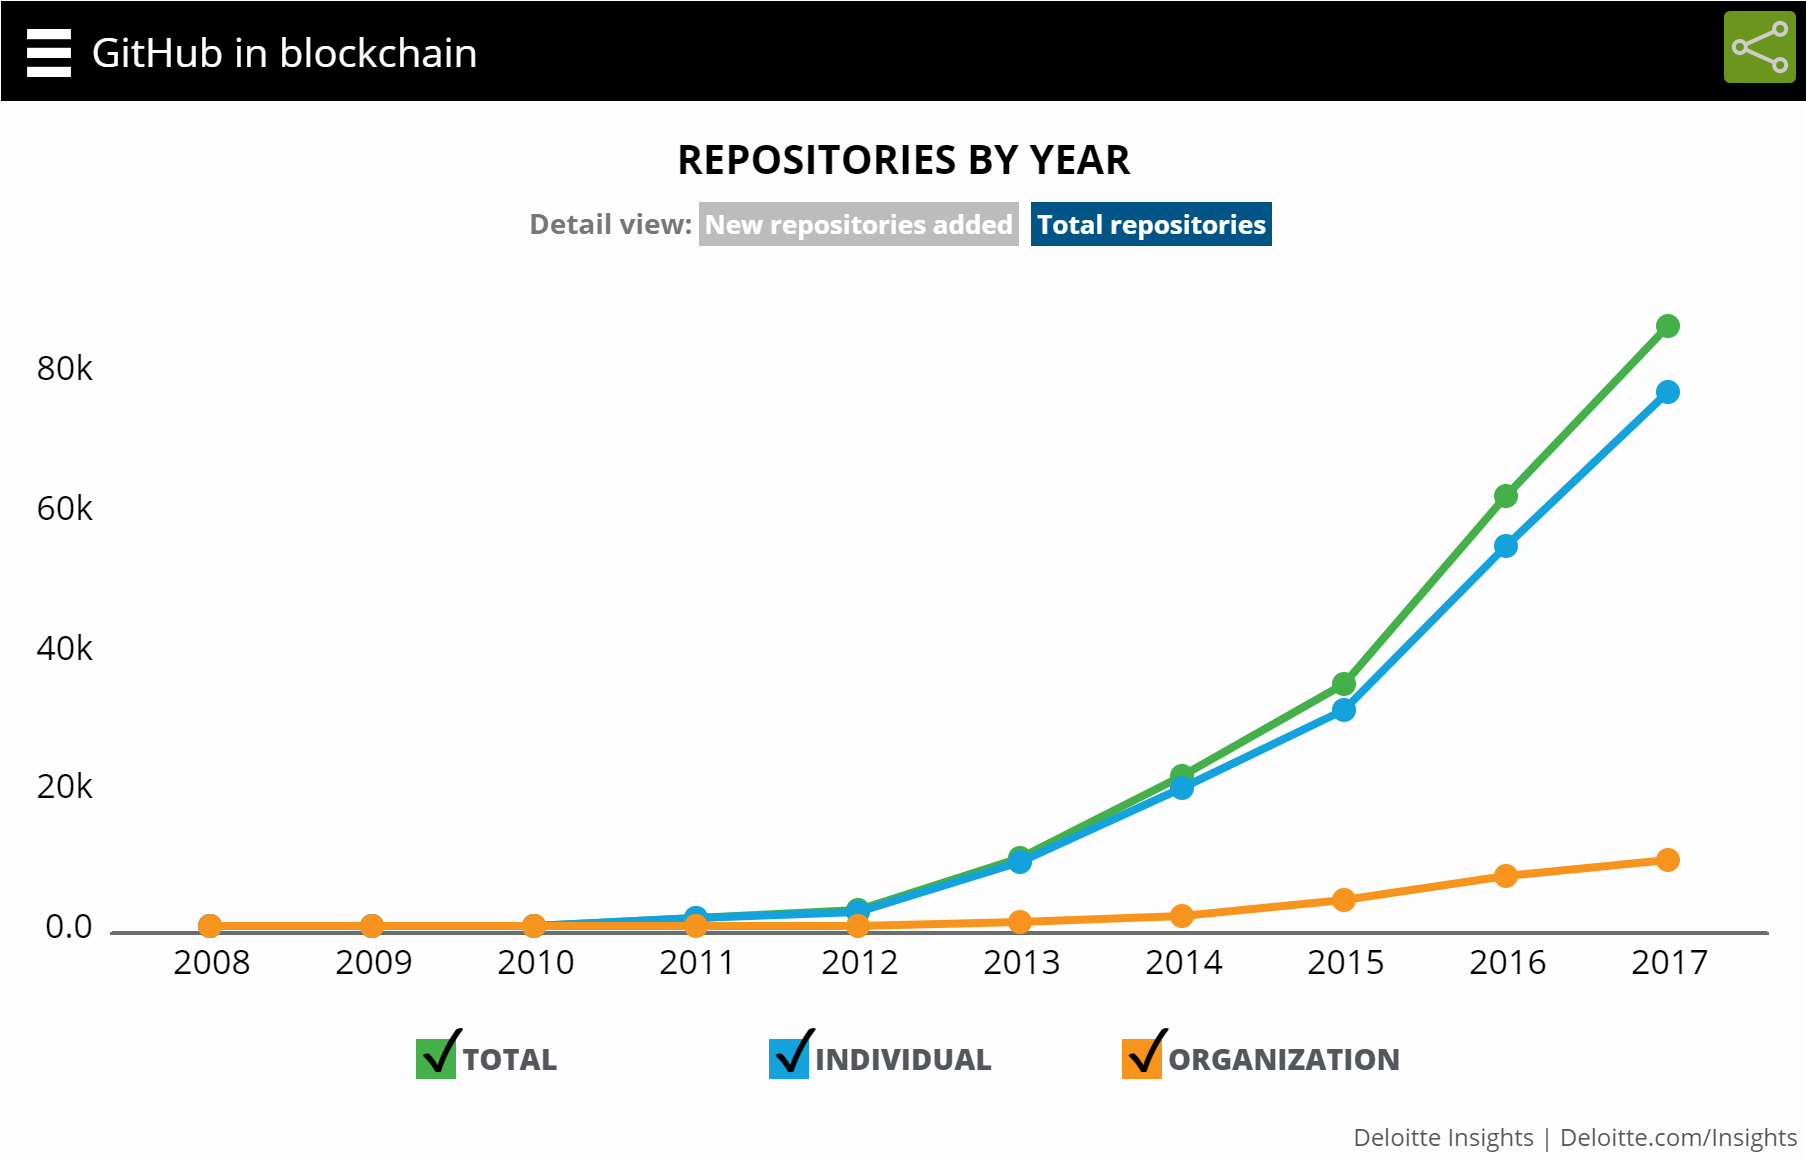 GitHub in blockchain
REPOSITORIES BY YEAR
Detail view: New repositories added Total repositories
80k
60k
40k
20k
0.0
2008 2009 2010 2011 2012 2013 2014 2015 2016 2017
TOTAL INDIVIDUAL ORGANIZATION
Deloitte Insights | Deloitte.com/Insights